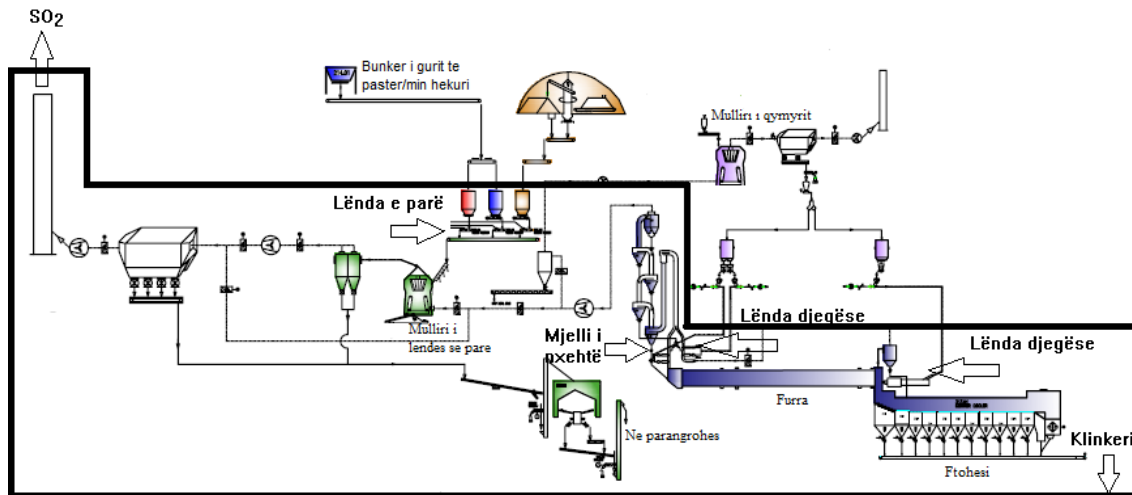 SO2
Bunker i gurit te
paster/min hekuri
Mulliri i qymyrit
Lënda e parë
Mulliri i
lendes se pare
Mjelli i
nxehtë
Lënda djegëse
Lënda djegëse
Furra
Ne parangrohes
Klinkeri
Ftohesi